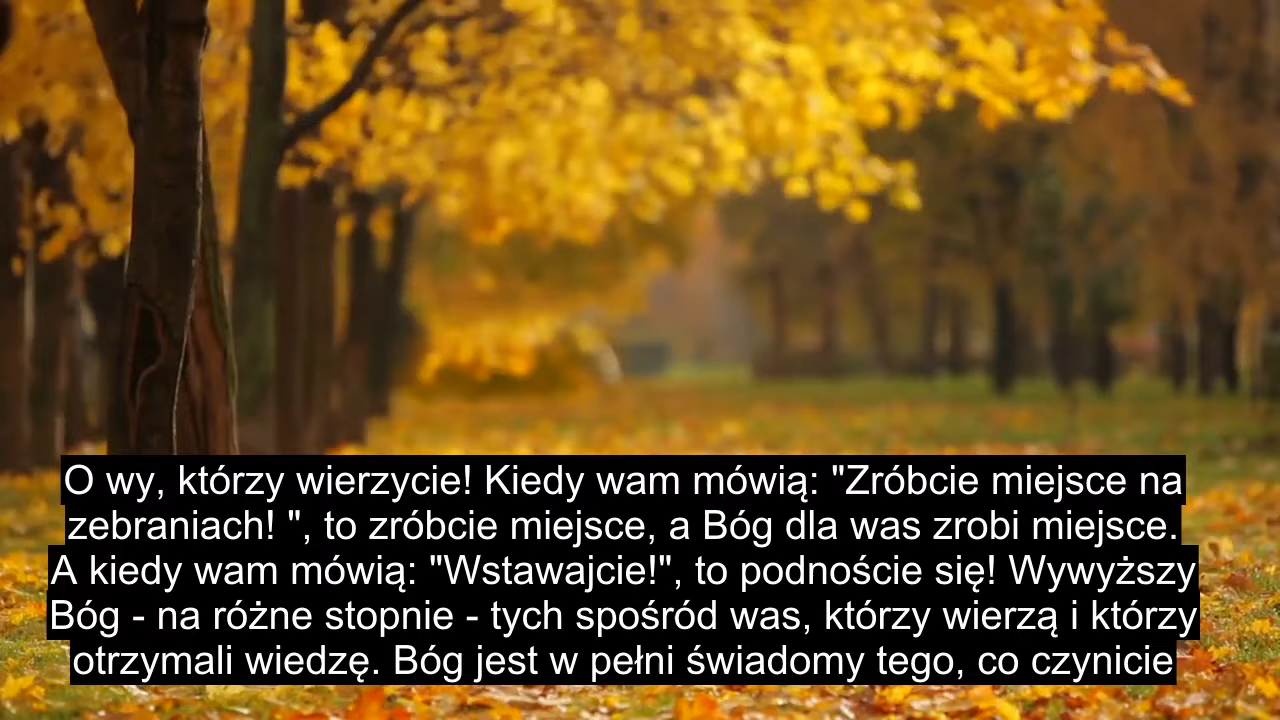 O wy, którzy wierzycie! Kiedy wam mówią: "Zróbcie miejsce na
zebraniach! ", to zróbcie miejsce, a Bóg dla was zrobi miejsce.
A kiedy wam mówią: "Wstawajcie!", to podnoście się! Wywyższy
Bóg - na różne stopnie - tych spośród was, którzy wierzą i którzy
otrzymali wiedzę. Bóg jest w pełni świadomy tego, co czynicie